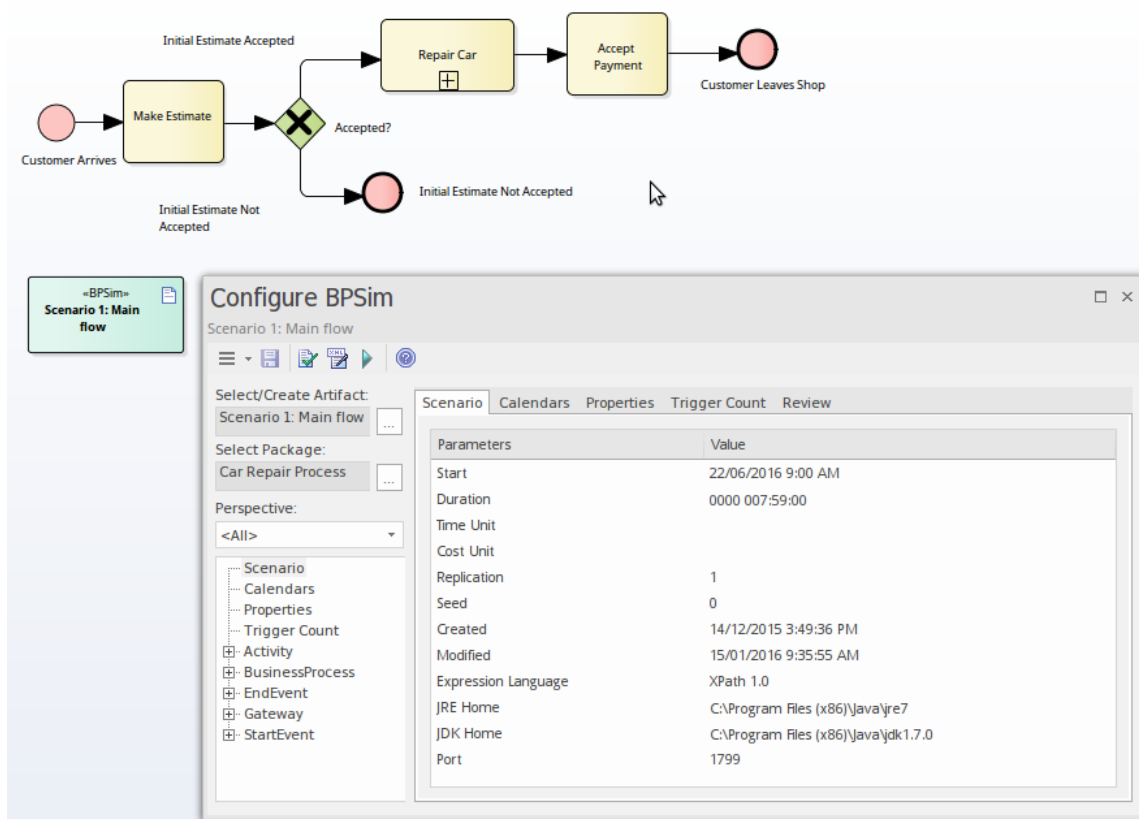 Initial Estimate Accepted
Repair Car
Accept
Payment
Customer Leaves Shop
Make Estimate
Accepted?
Customer Arrives
Initial Estimate Not Accepted
Initial Estimate Not
Accepted
«BPSim»
Scenario 1: Main
flow
Configure BPSim
Scenario 1: Main flow
Select/Create Artifact:
Scenario 1: Main flow
...
Select Package:
Car Repair Process
...
Perspective:
<All>
Scenario
Calendars
Properties
Trigger Count
Activity
BusinessProcess
EndEvent
Gateway
StartEvent
Scenario Calendars Properties Trigger Count Review
Parameters Value
Start 22/06/2016 9:00 AM
Duration 0000 007:59:00
Time Unit
Cost Unit
Replication 1
Seed 0
Created 14/12/2015 3:49:36 PM
Modified 15/01/2016 9:35:55 AM
Expression Language XPath 1.0
JRE Home C:\Program Files (x86)\Java\jre7
JDK Home C:\Program Files (x86)\Java\jdk1.7.0
Port 1799